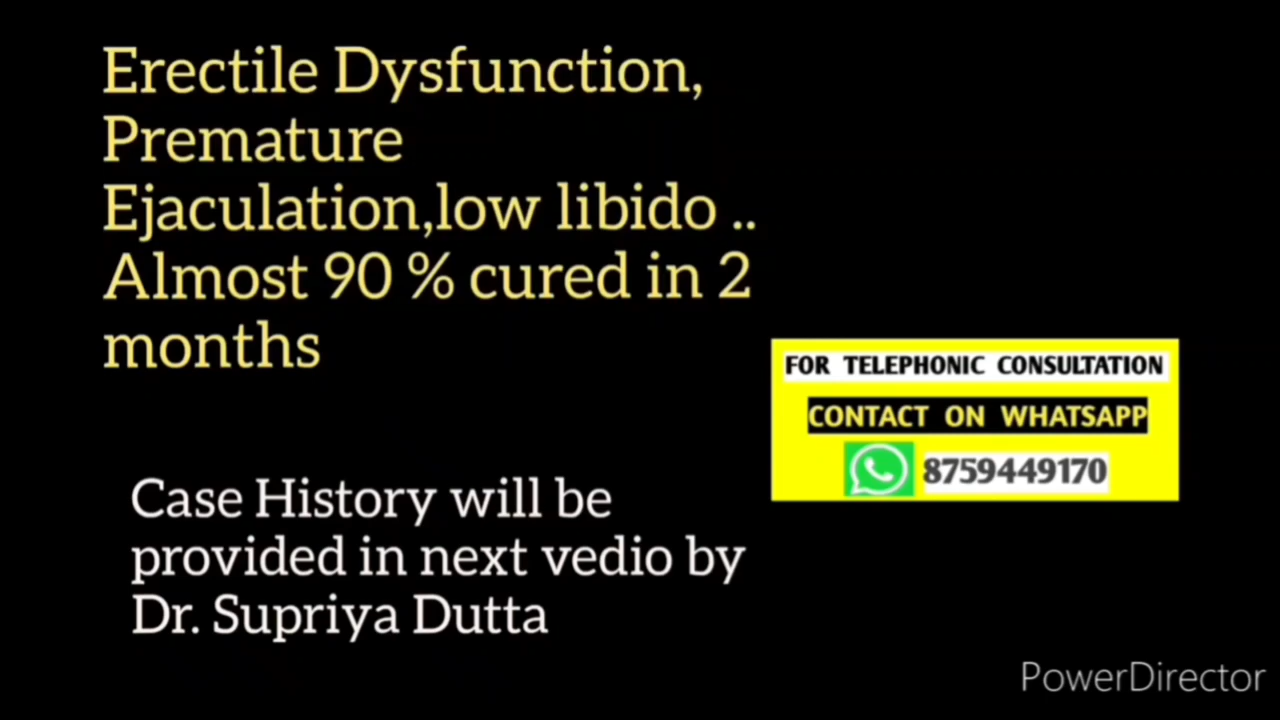 Erectile Dysfunction,
Premature
Ejaculation,low libido ..
Almost 90 % cured in 2
months
FOR TELEPHONIC CONSULTATION
CONTACT ON WHATSAPP
8759449170
Case History will be
provided in next vedio by
Dr. Supriya Dutta
PowerDirector